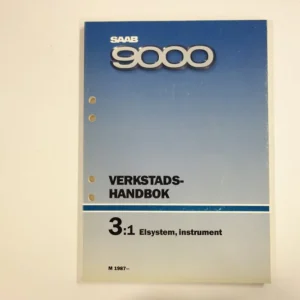 SAAB
9000
VERKSTADS-
HANDBOK
3:1 Elsystem, instrument
M 1987–